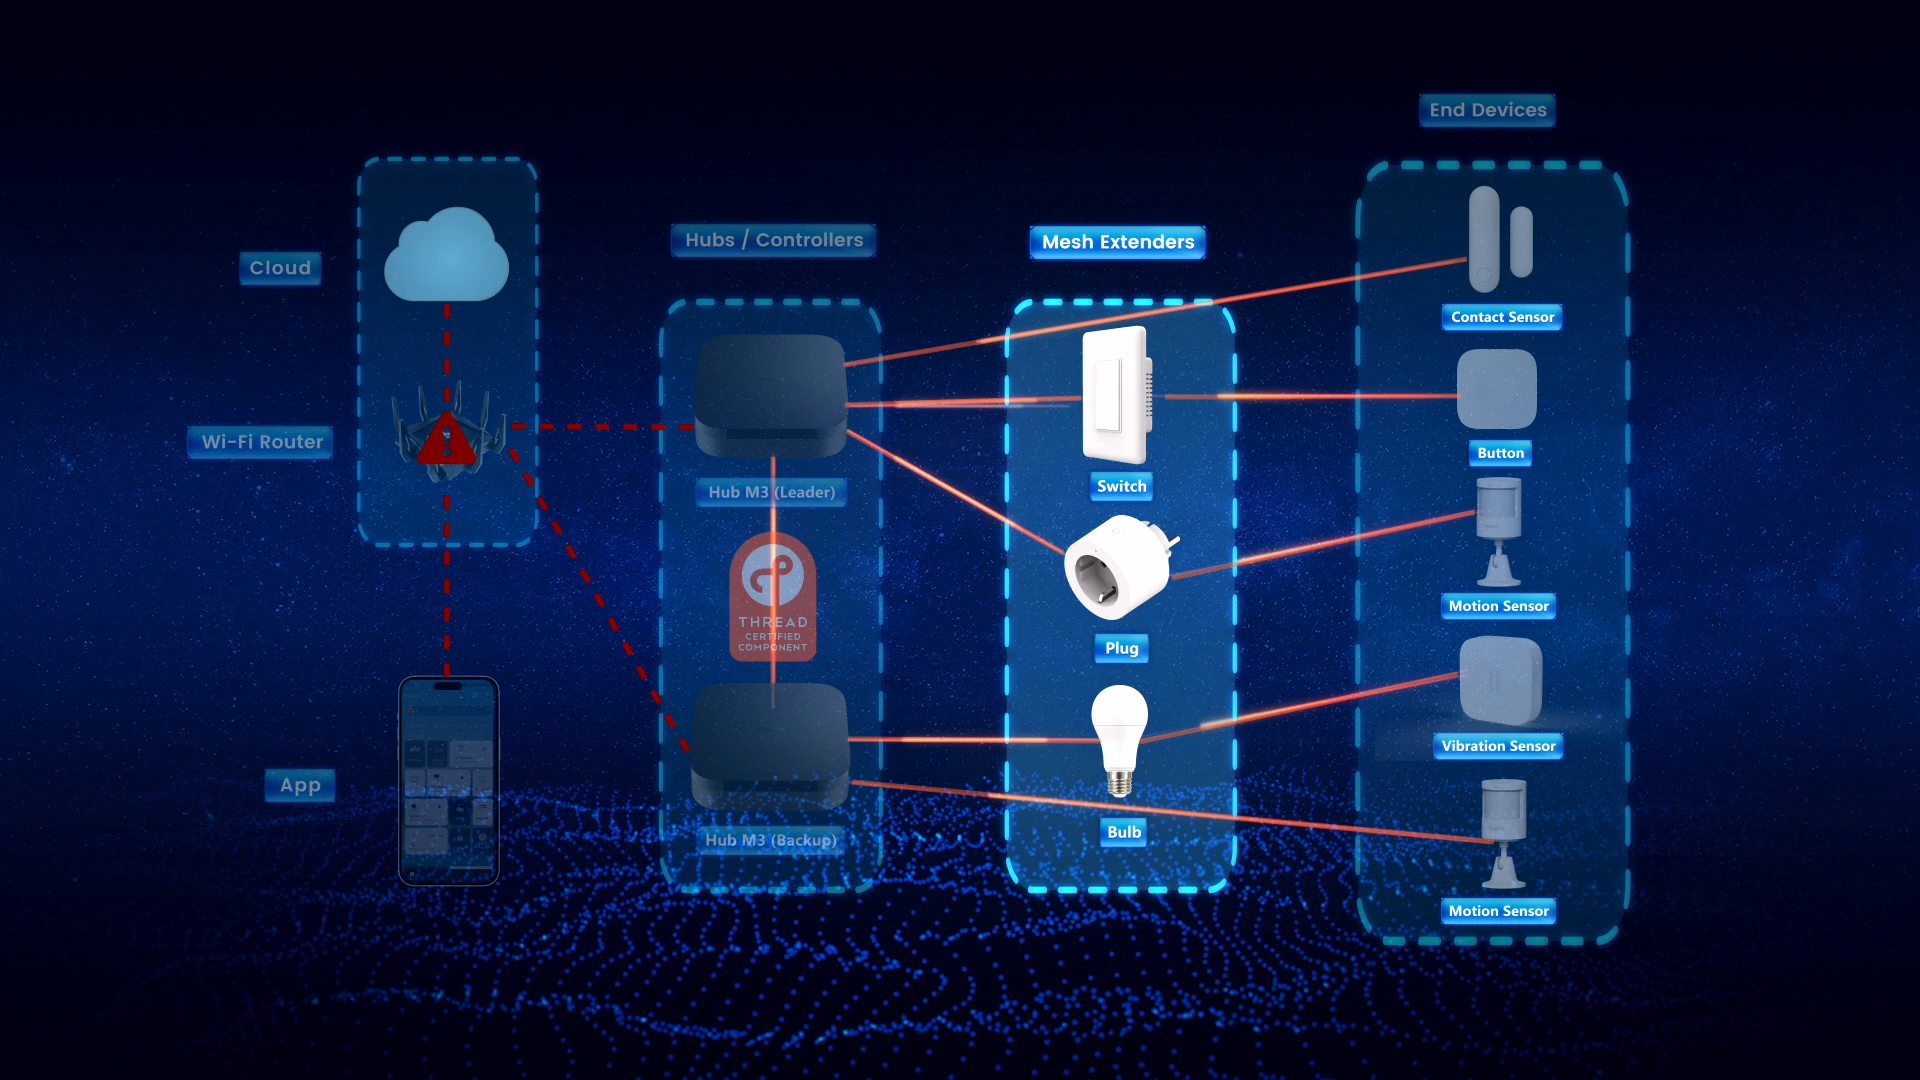 Cloud
Wi-Fi Router
App
Hubs / Controllers
Hub M3 (Leader)
THREAD
CERTIFIED
COMPONENT
Hub M3 (Backup)
Mesh Extenders
Switch
Plug
Bulb
End Devices
Contact Sensor
Button
Motion Sensor
Vibration Sensor
Motion Sensor